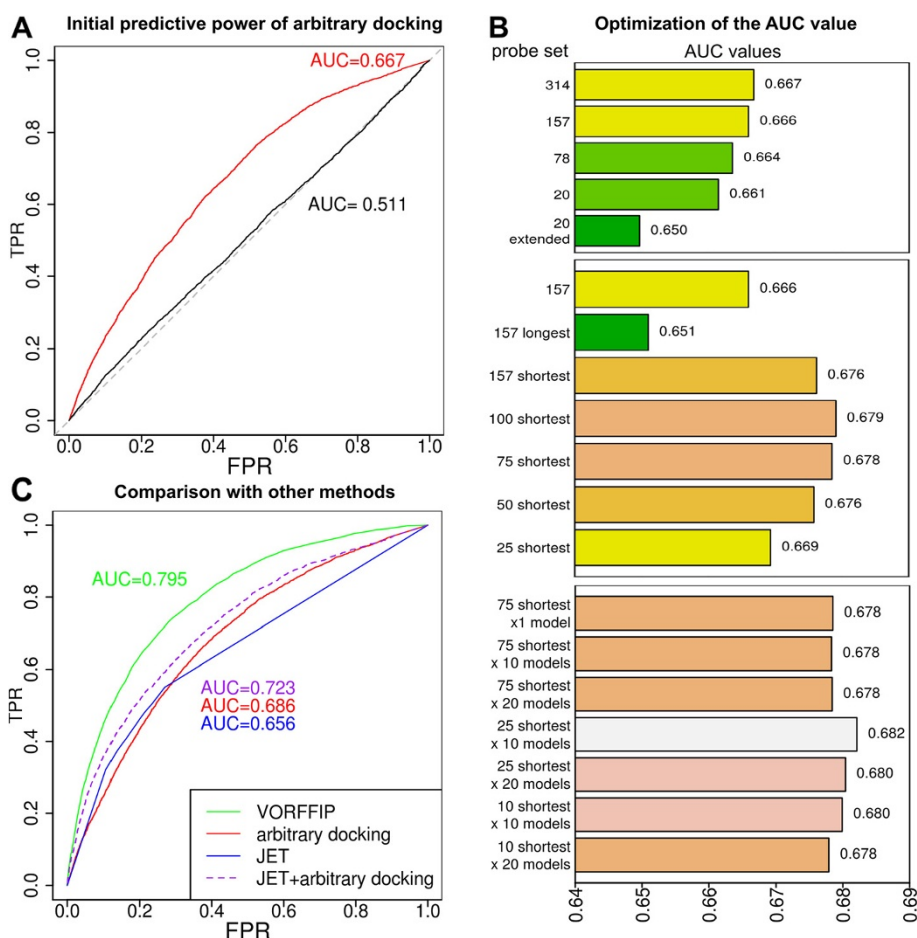 A
Initial predictive power of arbitrary docking
AUC=0.667
AUC= 0.511
TPR
0.0
0.2
0.4
0.6
0.8
1.0
0.0
0.2
0.4
0.6
0.8
1.0
FPR
B
Optimization of the AUC value
probe set
AUC values
314
0.667
157
0.666
78
0.664
20
0.661
20
extended
0.650
157
0.666
157 longest
0.651
157 shortest
0.676
100 shortest
0.679
75 shortest
0.678
50 shortest
0.676
25 shortest
0.669
75 shortest
x1 model
0.678
75 shortest
x 10 models
0.678
75 shortest
x 20 models
0.678
25 shortest
x 10 models
0.682
25 shortest
x 20 models
0.680
10 shortest
x 10 models
0.680
10 shortest
x 20 models
0.678
0.64
0.65
0.66
0.67
0.68
0.69
C
Comparison with other methods
AUC=0.795
AUC=0.723
AUC=0.686
AUC=0.656
VORFFIP
arbitrary docking
JET
JET+arbitrary docking
TPR
0.0
0.2
0.4
0.6
0.8
1.0
0.0
0.2
0.4
0.6
0.8
1.0
FPR